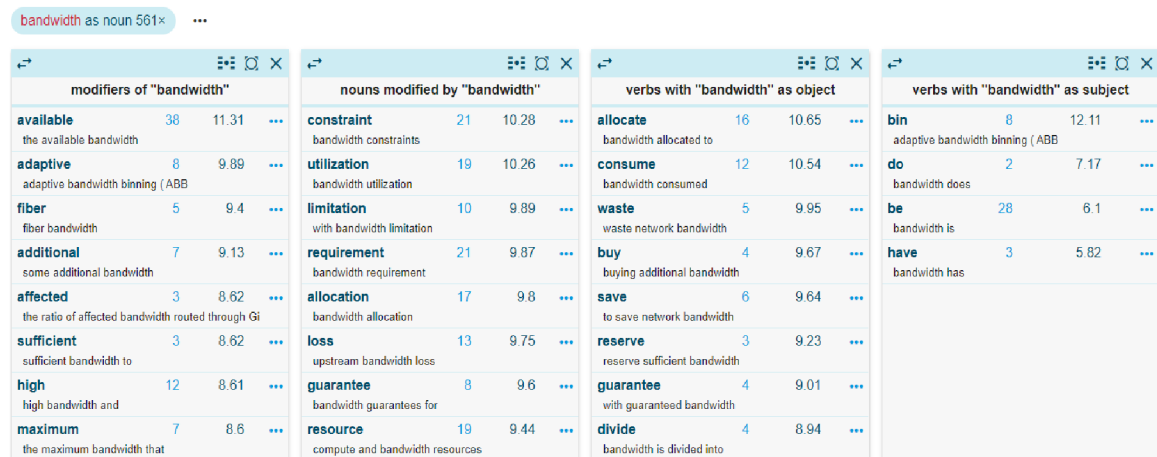 bandwidth as noun 561×
modifiers of "bandwidth"
available 38 11.31
the available bandwidth
adaptive 8 9.89
adaptive bandwidth binning ( ABB
fiber 5 9.4
fiber bandwidth
additional 7 9.13
some additional bandwidth
affected 3 8.62
the ratio of affected bandwidth routed through Gi
sufficient 3 8.62
sufficient bandwidth to
high 12 8.61
high bandwidth and
maximum 7 8.6
the maximum bandwidth that
nouns modified by "bandwidth"
constraint 21 10.28
bandwidth constraints
utilization 19 10.26
bandwidth utilization
limitation 10 9.89
with bandwidth limitation
requirement 21 9.87
bandwidth requirement
allocation 17 9.8
bandwidth allocation
loss 13 9.75
upstream bandwidth loss
guarantee 8 9.6
bandwidth guarantees for
resource 19 9.44
compute and bandwidth resources
verbs with "bandwidth" as object
allocate 16 10.65
bandwidth allocated to
consume 12 10.54
bandwidth consumed
waste 5 9.95
waste network bandwidth
buy 4 9.67
buying additional bandwidth
save 6 9.64
to save network bandwidth
reserve 3 9.23
reserve sufficient bandwidth
guarantee 4 9.01
with guaranteed bandwidth
divide 4 8.94
bandwidth is divided into
verbs with "bandwidth" as subject
bin 8 12.11
adaptive bandwidth binning ( ABB
do 2 7.17
bandwidth does
be 28 6.1
bandwidth is
have 3 5.82
bandwidth has